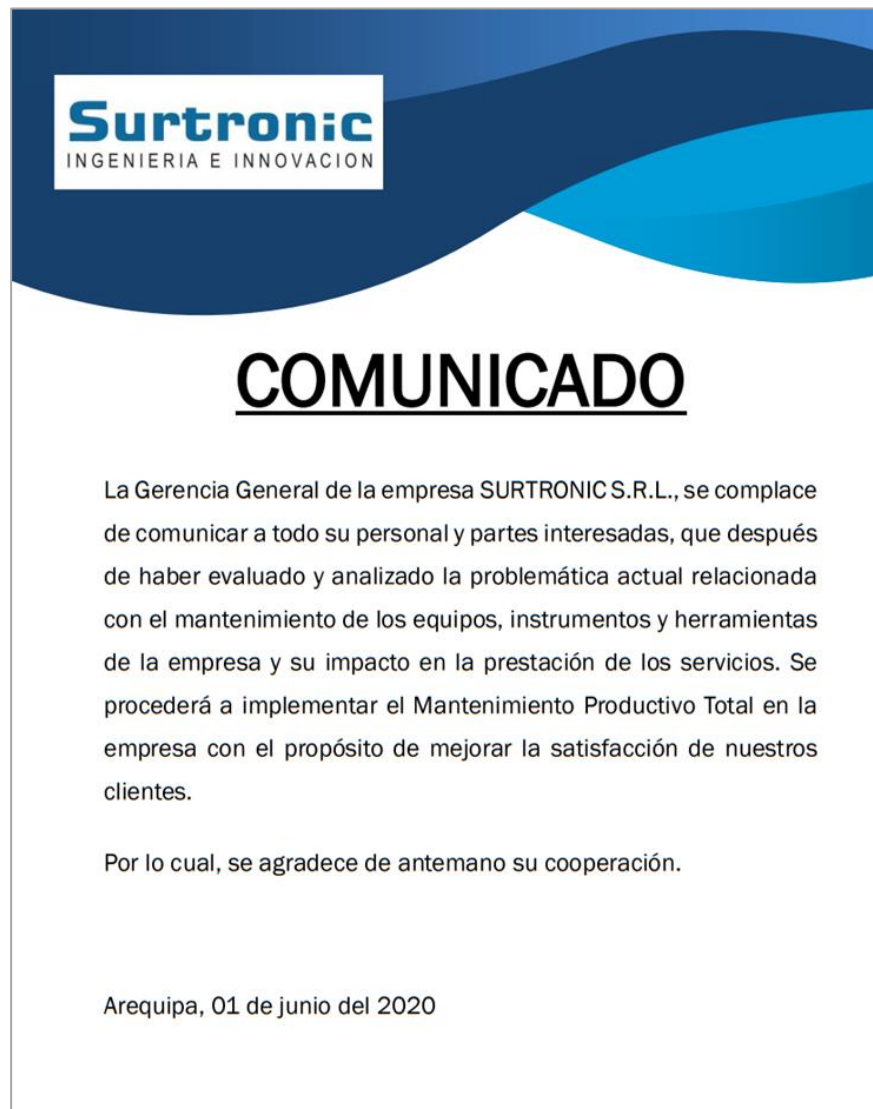 Surtronic
INGENIERIA E INNOVACION
COMUNICADO
La Gerencia General de la empresa SURTRONIC S.R.L., se complace
de comunicar a todo su personal y partes interesadas, que después
de haber evaluado y analizado la problemática actual relacionada
con el mantenimiento de los equipos, instrumentos y herramientas
de la empresa y su impacto en la prestación de los servicios. Se
procederá a implementar el Mantenimiento Productivo Total en la
empresa con el propósito de mejorar la satisfacción de nuestros
clientes.
Por lo cual, se agradece de antemano su cooperación.
Arequipa, 01 de junio del 2020